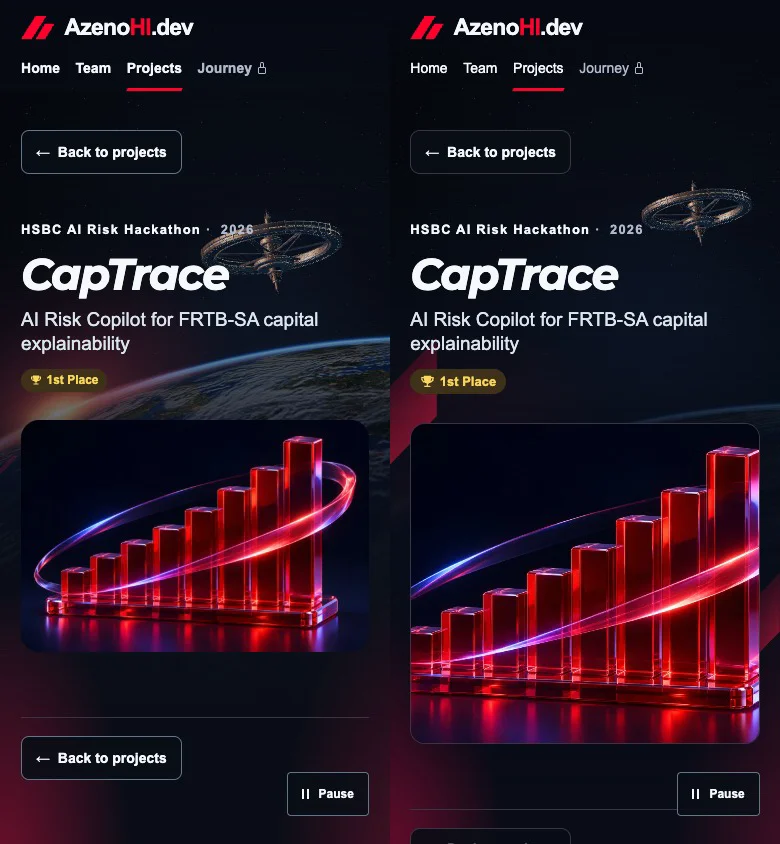 AzenoHI.dev
Home Team Projects Journey
← Back to projects
HSBC AI Risk Hackathon · 2026
CapTrace
AI Risk Copilot for FRTB-SA capital
explainability
1st Place
← Back to projects
Pause
AzenoHI.dev
Home Team Projects Journey
← Back to projects
HSBC AI Risk Hackathon · 2026
CapTrace
AI Risk Copilot for FRTB-SA capital
explainability
1st Place
Pause